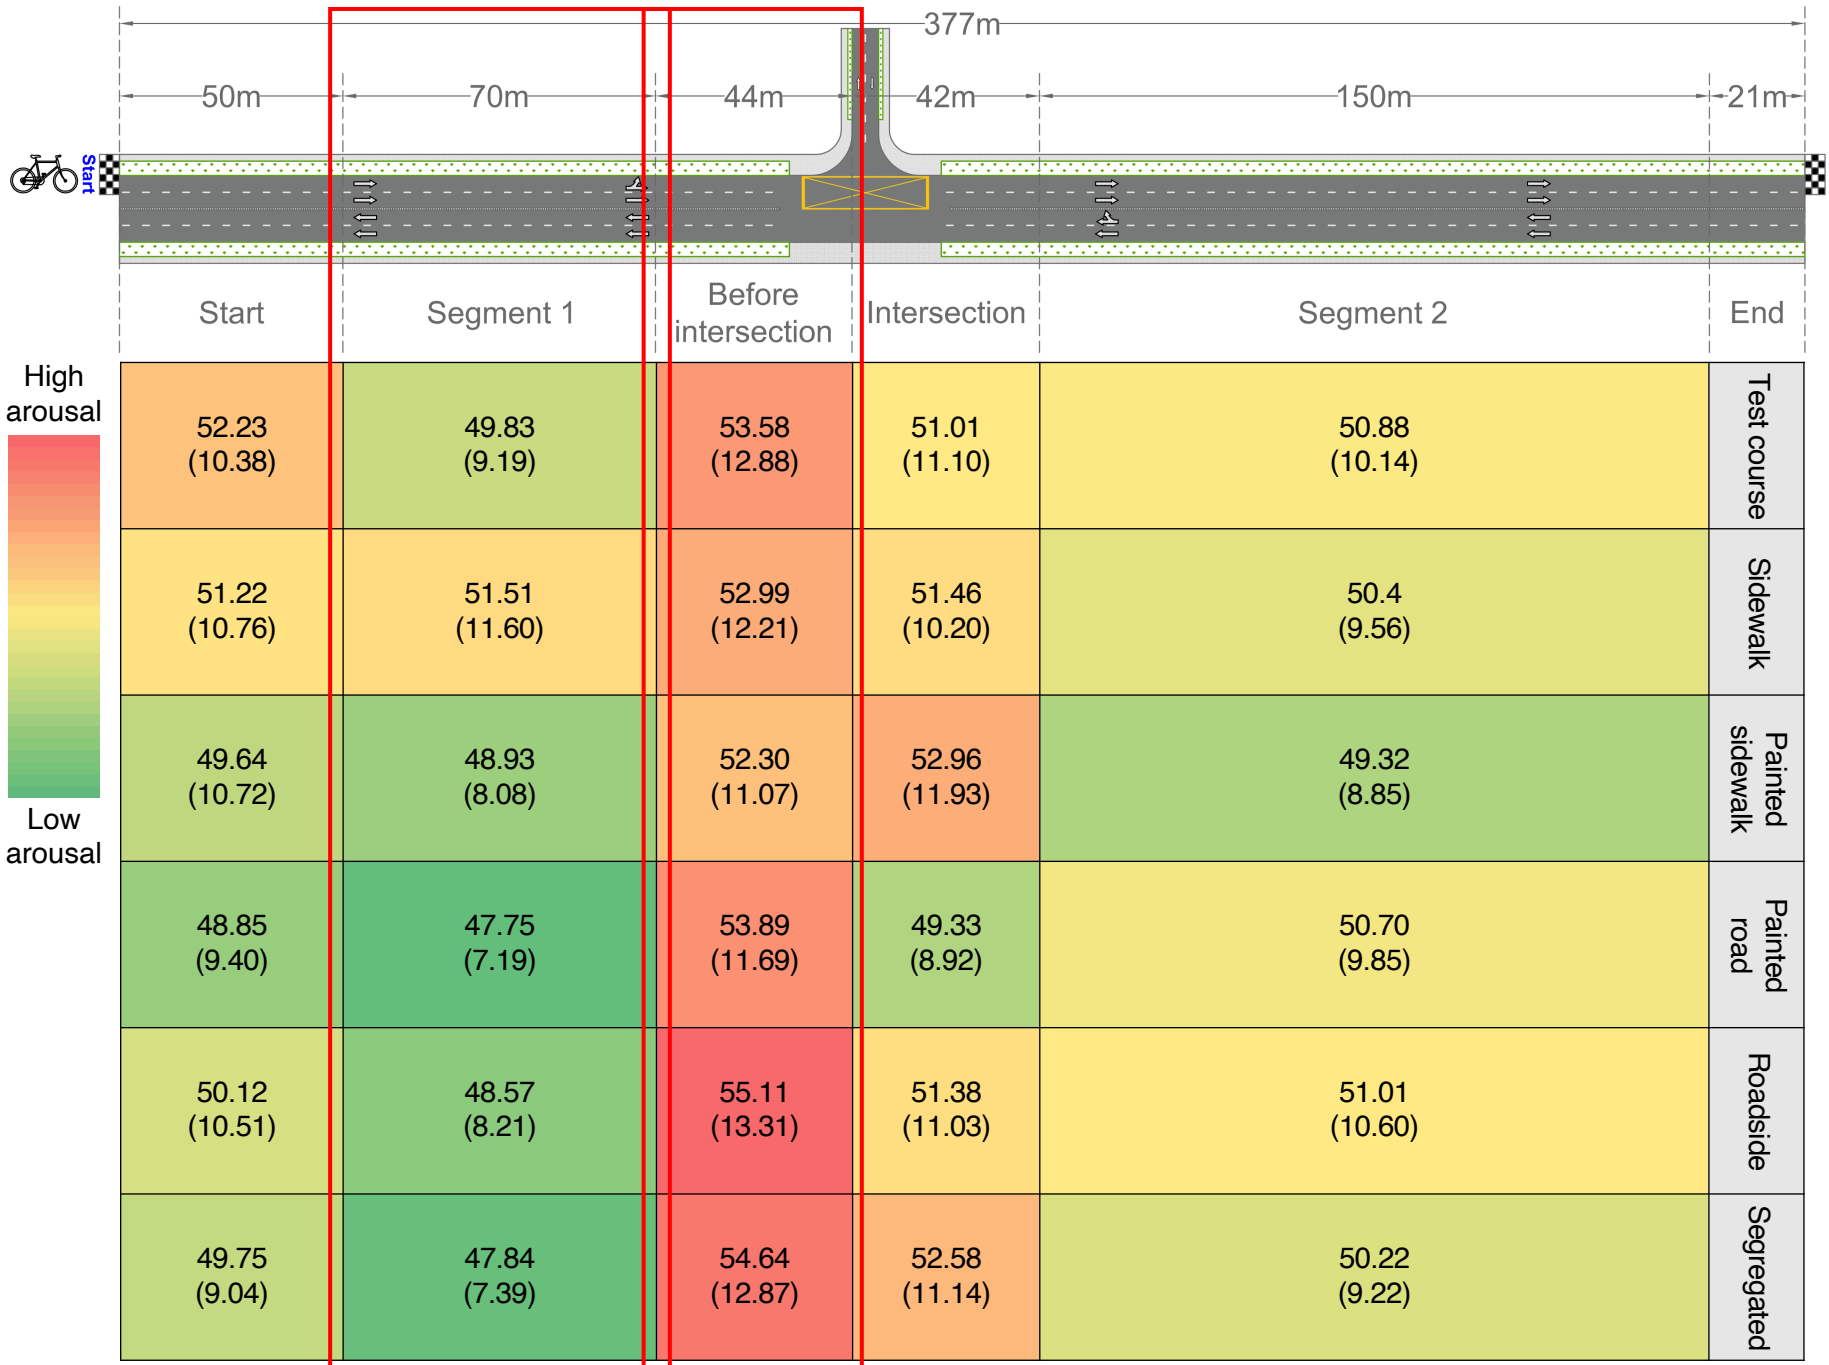 377m
50m 70m 44m 42m 150m 21m
Start
Start Segment 1 Before intersection Intersection Segment 2 End
High
arousal
Low
arousal
52.23 49.83 53.58 51.01 50.88 Test course
(10.38) (9.19) (12.88) (11.10) (10.14)
51.22 51.51 52.99 51.46 50.4 Sidewalk
(10.76) (11.60) (12.21) (10.20) (9.56)
49.64 48.93 52.30 52.96 49.32 Painted sidewalk
(10.72) (8.08) (11.07) (11.93) (8.85)
48.85 47.75 53.89 49.33 50.70 Painted road
(9.40) (7.19) (11.69) (8.92) (9.85)
50.12 48.57 55.11 51.38 51.01 Roadside
(10.51) (8.21) (13.31) (11.03) (10.60)
49.75 47.84 54.64 52.58 50.22 Segregated
(9.04) (7.39) (12.87) (11.14) (9.22)